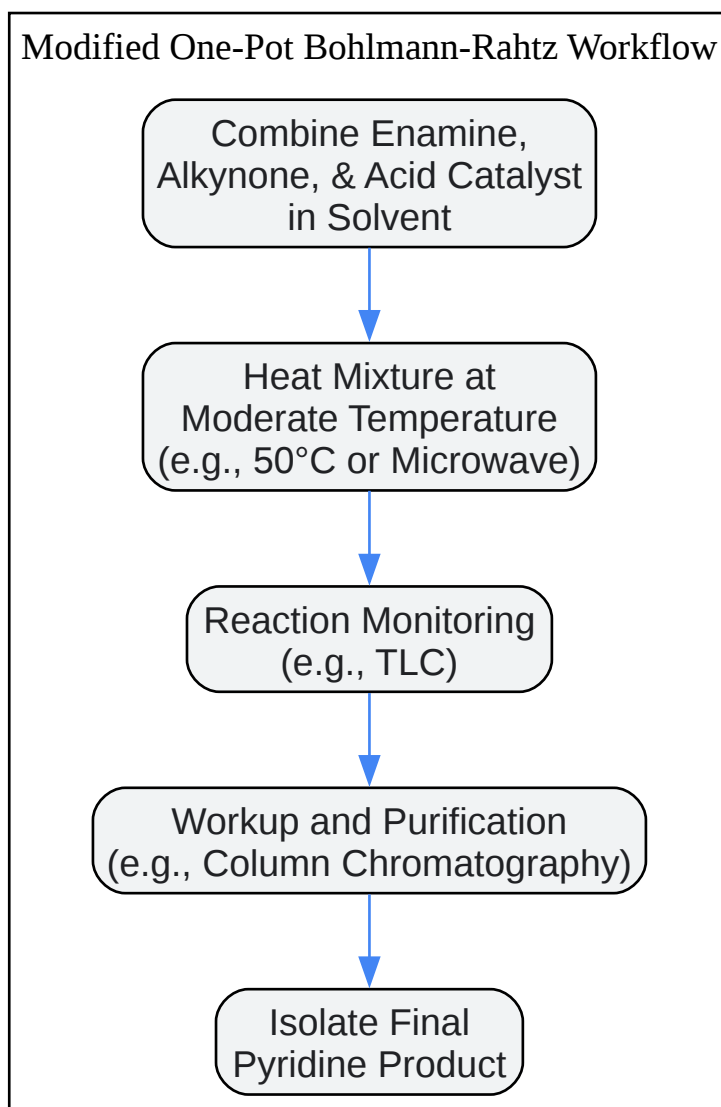 Modified One-Pot Bohlmann-Rahtz Workflow
Combine Enamine,
Alkynone, & Acid Catalyst
in Solvent
Heat Mixture at
Moderate Temperature
(e.g., 50°C or Microwave)
Reaction Monitoring
(e.g., TLC)
Workup and Purification
(e.g., Column Chromatography)
Isolate Final
Pyridine Product